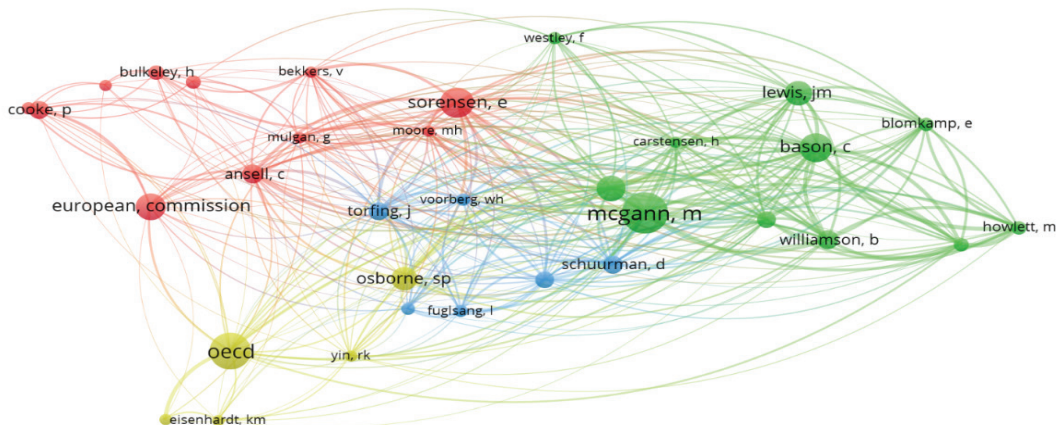 westley, f
bulkeley, h
bekkers, v
lewis, jm
cooke, p
sorensen, e
blomkamp, e
mulgan, g
moore, mh
carstensen, h
bason, c
ansell, c
european, commission
torfing, j
voorberg, wh
mcgann, m
howlett, m
williamson, b
osborne, sp
schuurman, d
fuglsang, l
oecd
yin, rk
eisenhardt, km